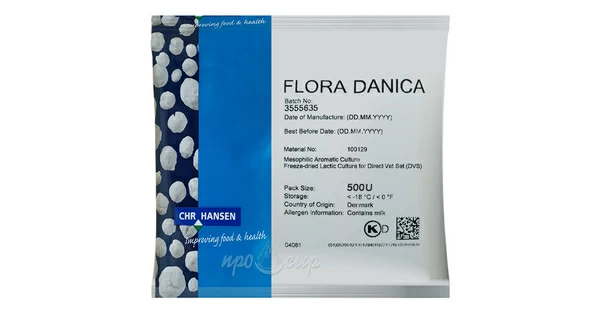 Improving food & health
FLORA DANICA
Batch No:
3555635
Date of Manufacture: (DD.MM.YYYY)
Best Before Date: (DD.MM.YYYY)
Material No: 100129
Mesophilic Aromatic Culture
Freeze-dried Lactic Culture for Direct Vat Set (DVS)
Pack Size: 500U
Storage: < -18 °C / < 0 °F
Country of Origin: Denmark
Allergen Information: Contains milk
CHR HANSEN
K D
Improving food & health
04081
про сыр